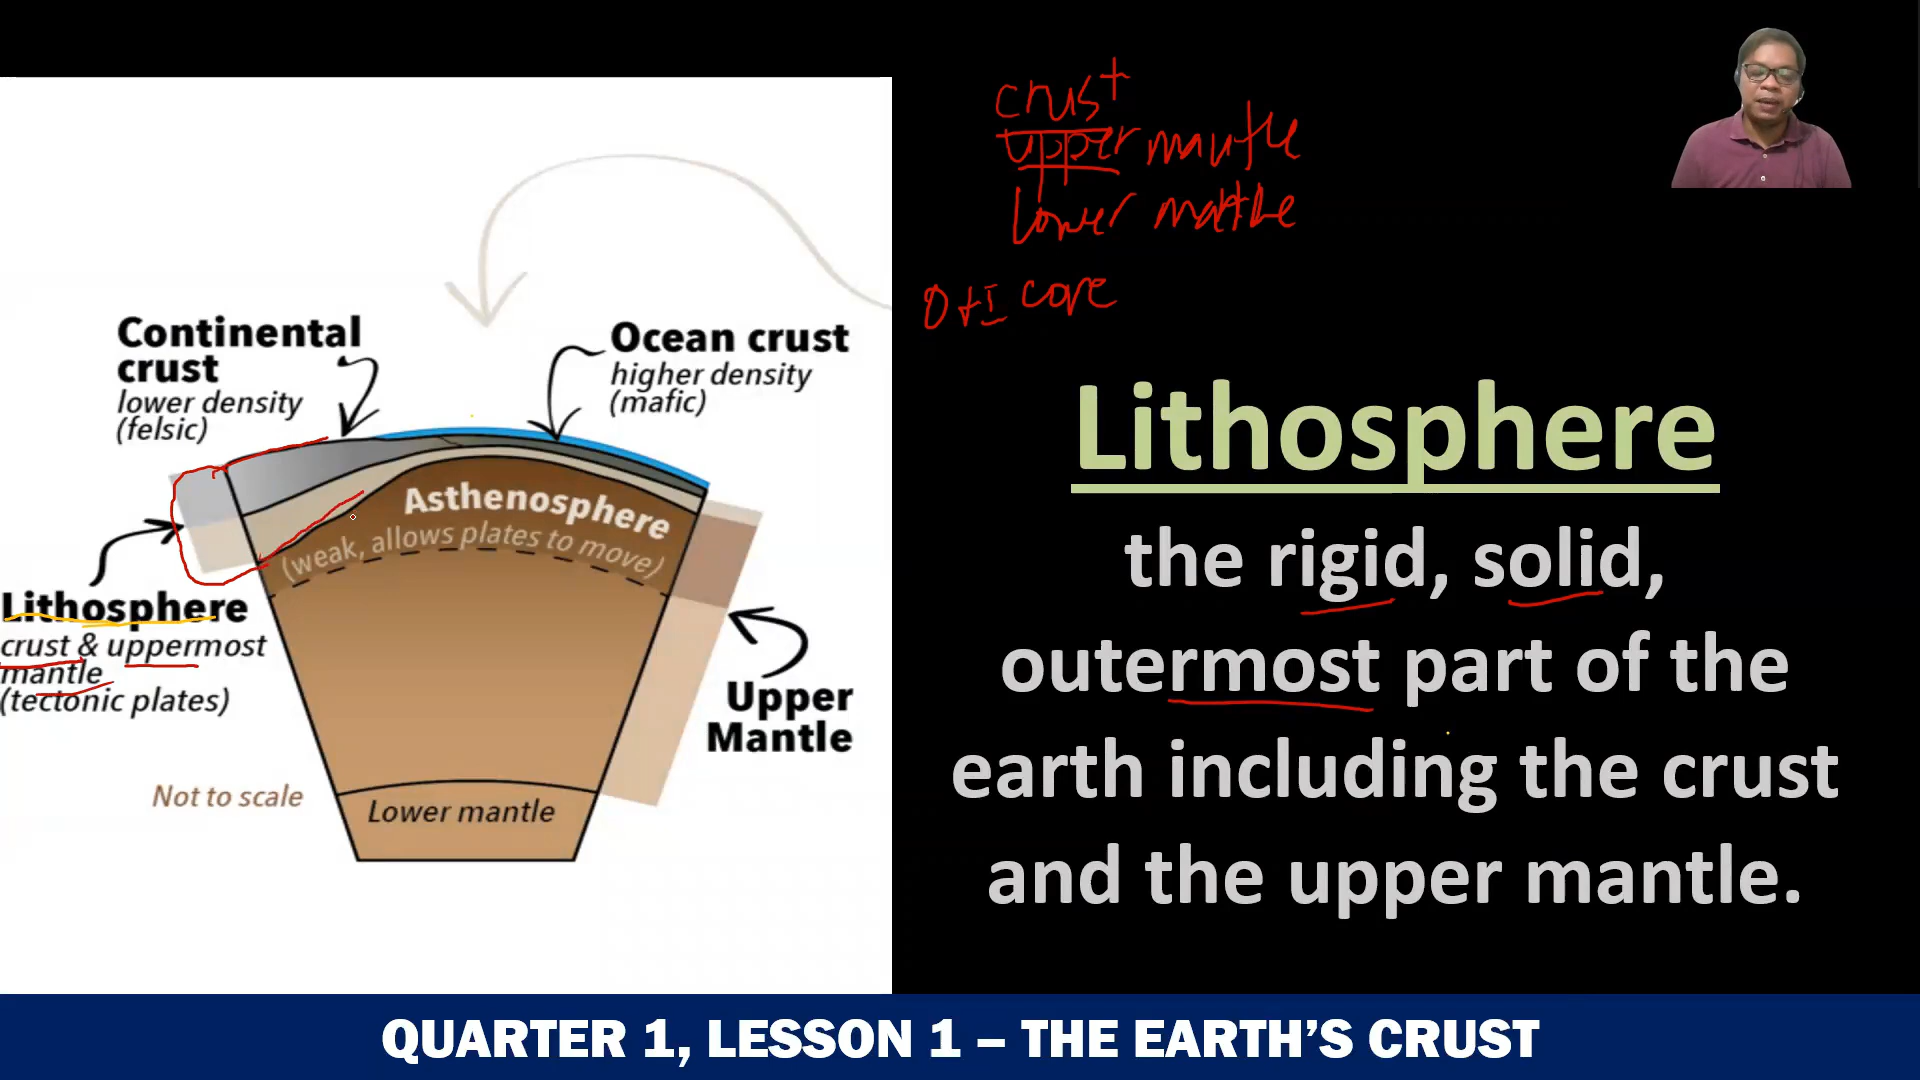 crust
upper mantle
lower mantle
O + I core
Continental
crust
lower density
(felsic)
Ocean crust
higher density
(mafic)
Asthenosphere
(weak, allows plates to move)
Lithosphere
crust & uppermost
mantle
(tectonic plates)
Upper
Mantle
Not to scale
Lower mantle
Lithosphere
the rigid, solid,
outermost part of the
earth including the crust
and the upper mantle.
QUARTER 1, LESSON 1 – THE EARTH’S CRUST